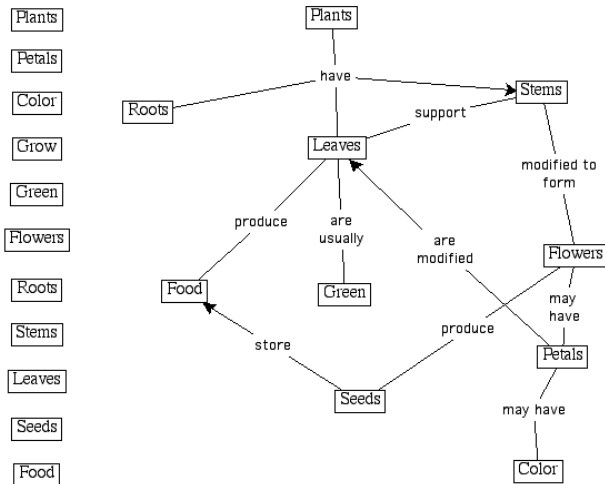 Plants
Petals
Color
Grow
Green
Flowers
Roots
Stems
Leaves
Seeds
Food
Plants
have
Stems
Roots
support
Leaves
modified to
form
produce
are
usually
are
modified
Flowers
Food
Green
may
have
produce
store
Petals
Seeds
may have
Color